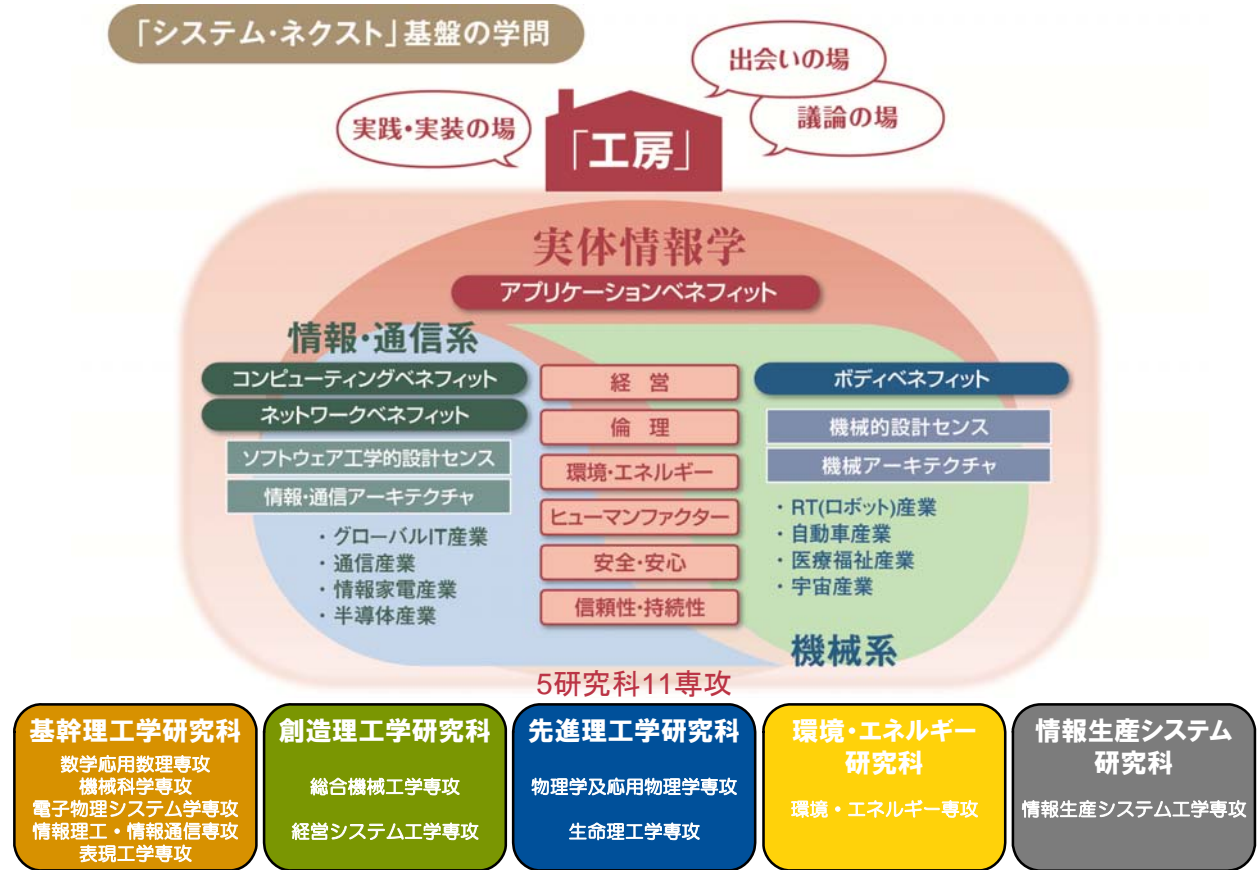 「システム・ネクスト」基盤の学問
出会いの場
議論の場
実践・実装の場
「工房」
実体情報学
アプリケーションベネフィット
情報・通信系
コンピューティングベネフィット
ネットワークベネフィット
ソフトウェア工学的設計センス
情報・通信アーキテクチャ
・グローバルIT産業
・通信産業
・情報家電産業
・半導体産業
経 営
倫 理
環境・エネルギー
ヒューマンファクター
安全・安心
信頼性・持続性
ボディベネフィット
機械的設計センス
機械アーキテクチャ
・RT(ロボット)産業
・自動車産業
・医療福祉産業
・宇宙産業
機械系
5研究科11専攻
基幹理工学研究科
数学応用数理専攻
機械科学専攻
電子物理システム学専攻
情報理工・情報通信専攻
表現工学専攻
創造理工学研究科
総合機械工学専攻
経営システム工学専攻
先進理工学研究科
物理学及応用物理学専攻
生命理工学専攻
環境・エネルギー
研究科
環境・エネルギー専攻
情報生産システム
研究科
情報生産システム工学専攻